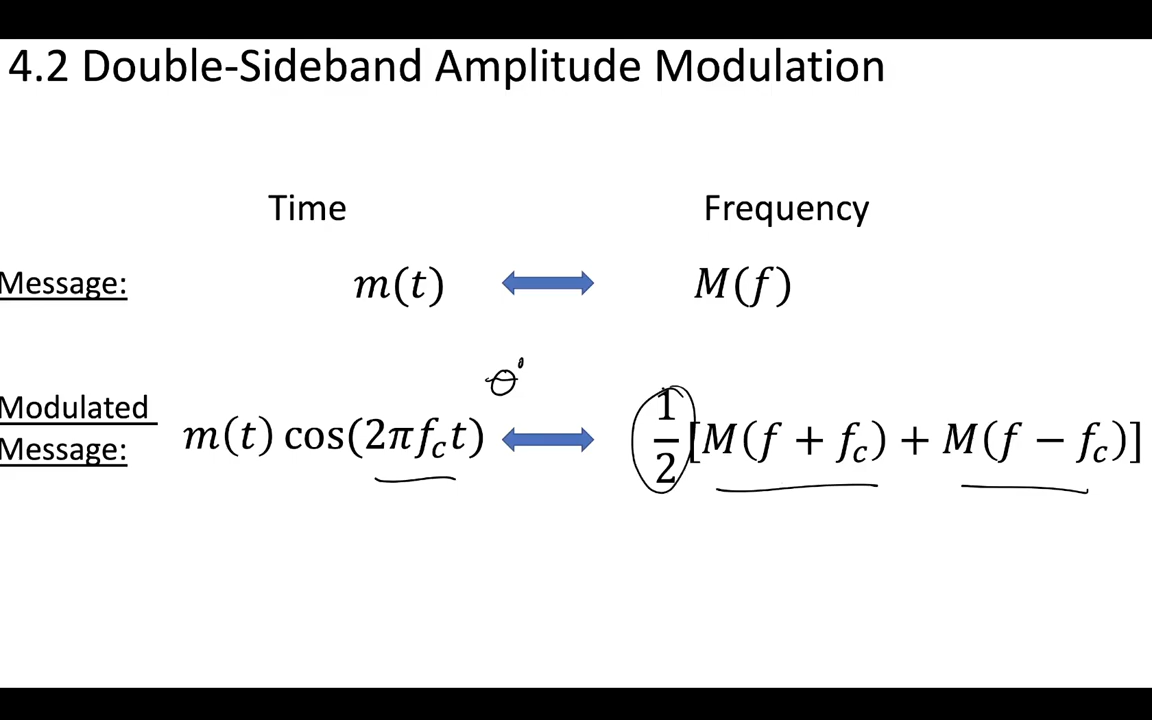 4.2 Double-Sideband Amplitude Modulation
Time Frequency
Message: m(t) M(f)
θ'
Modulated
Message: m(t) cos(2πf_c t) 1/2 [M(f + f_c) + M(f − f_c)]